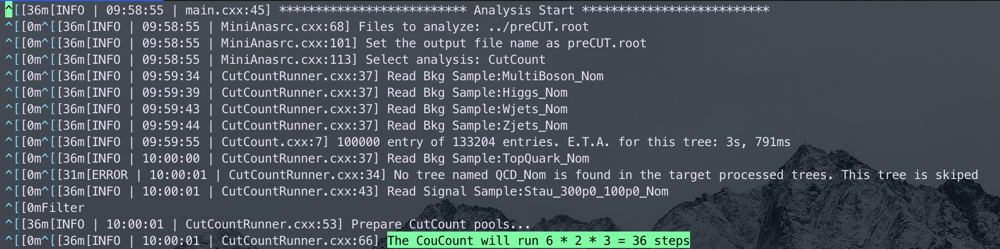 ^[[36m[INFO | 09:58:55 | main.cxx:45] ************************** Analysis Start **************************
^[[0m^[[36m[INFO | 09:58:55 | MiniAnasrc.cxx:68] Files to analyze: ../preCUT.root
^[[0m^[[36m[INFO | 09:58:55 | MiniAnasrc.cxx:101] Set the output file name as preCUT.root
^[[0m^[[36m[INFO | 09:58:55 | MiniAnasrc.cxx:113] Select analysis: CutCount
^[[0m^[[36m[INFO | 09:59:34 | CutCountRunner.cxx:37] Read Bkg Sample:MultiBoson_Nom
^[[0m^[[36m[INFO | 09:59:39 | CutCountRunner.cxx:37] Read Bkg Sample:Higgs_Nom
^[[0m^[[36m[INFO | 09:59:43 | CutCountRunner.cxx:37] Read Bkg Sample:Wjets_Nom
^[[0m^[[36m[INFO | 09:59:44 | CutCountRunner.cxx:37] Read Bkg Sample:Zjets_Nom
^[[0m^[[36m[INFO | 09:59:55 | CutCount.cxx:7] 100000 entry of 133204 entries. E.T.A. for this tree: 3s, 791ms
^[[0m^[[36m[INFO | 10:00:00 | CutCountRunner.cxx:37] Read Bkg Sample:TopQuark_Nom
^[[0m^[[31m[ERROR | 10:00:01 | CutCountRunner.cxx:34] No tree named QCD_Nom is found in the target processed trees. This tree is skiped
^[[0m^[[36m[INFO | 10:00:01 | CutCountRunner.cxx:43] Read Signal Sample:Stau_300p0_100p0_Nom
^[[0mFilter
^[[36m[INFO | 10:00:01 | CutCountRunner.cxx:53] Prepare CutCount pools...
^[[0m^[[36m[INFO | 10:00:01 | CutCountRunner.cxx:66] The CouCount will run 6 * 2 * 3 = 36 steps